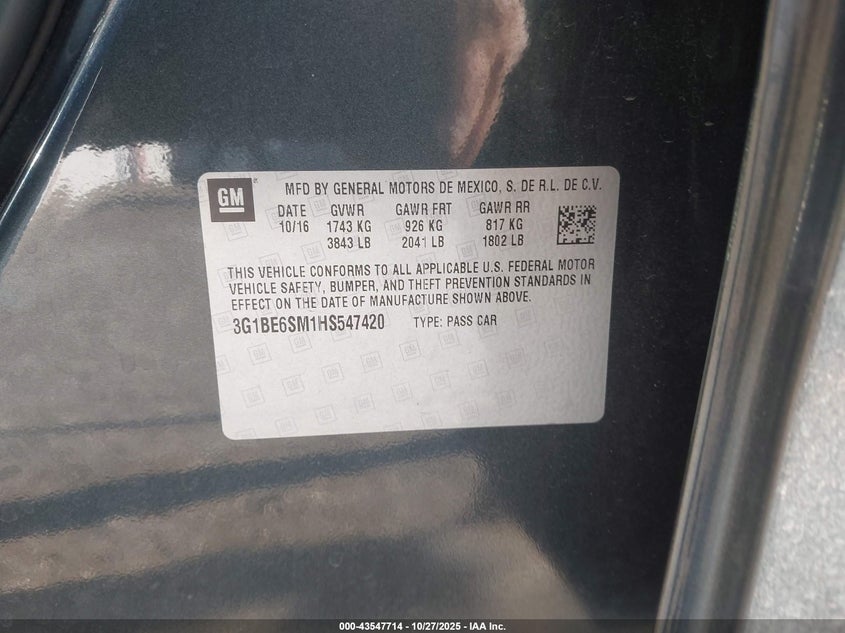 GM
MFD BY GENERAL MOTORS DE MEXICO, S. DE R.L. DE C.V.
DATE GVWR GAWR FRT GAWR RR
10/16 1743 KG 926 KG 817 KG
3843 LB 2041 LB 1802 LB
THIS VEHICLE CONFORMS TO ALL APPLICABLE U.S. FEDERAL MOTOR
VEHICLE SAFETY, BUMPER, AND THEFT PREVENTION STANDARDS IN
EFFECT ON THE DATE OF MANUFACTURE SHOWN ABOVE.
3G1BE6SM1HS547420 TYPE: PASS CAR
000-43547714 - 10/27/2025 - IAA Inc.